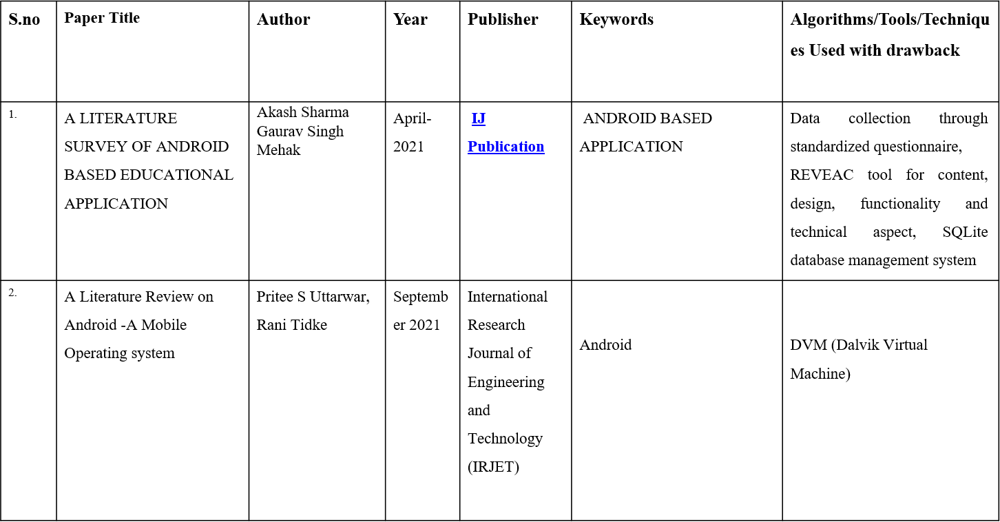 S.no
Paper Title
Author
Year
Publisher
Keywords
Algorithms/Tools/Techniqu
es Used with drawback
1.
A LITERATURE
SURVEY OF ANDROID
BASED EDUCATIONAL
APPLICATION
Akash Sharma
Gaurav Singh
Mehak
April-
2021
IJ
Publication
ANDROID BASED
APPLICATION
Data collection through
standardized questionnaire,
REVEAC tool for content,
design, functionality and
technical aspect, SQLite
database management system
2.
A Literature Review on
Android -A Mobile
Operating system
Pritee S Uttarwar,
Rani Tidke
Septemb
er 2021
International
Research
Journal of
Engineering
and
Technology
(IRJET)
Android
DVM (Dalvik Virtual
Machine)